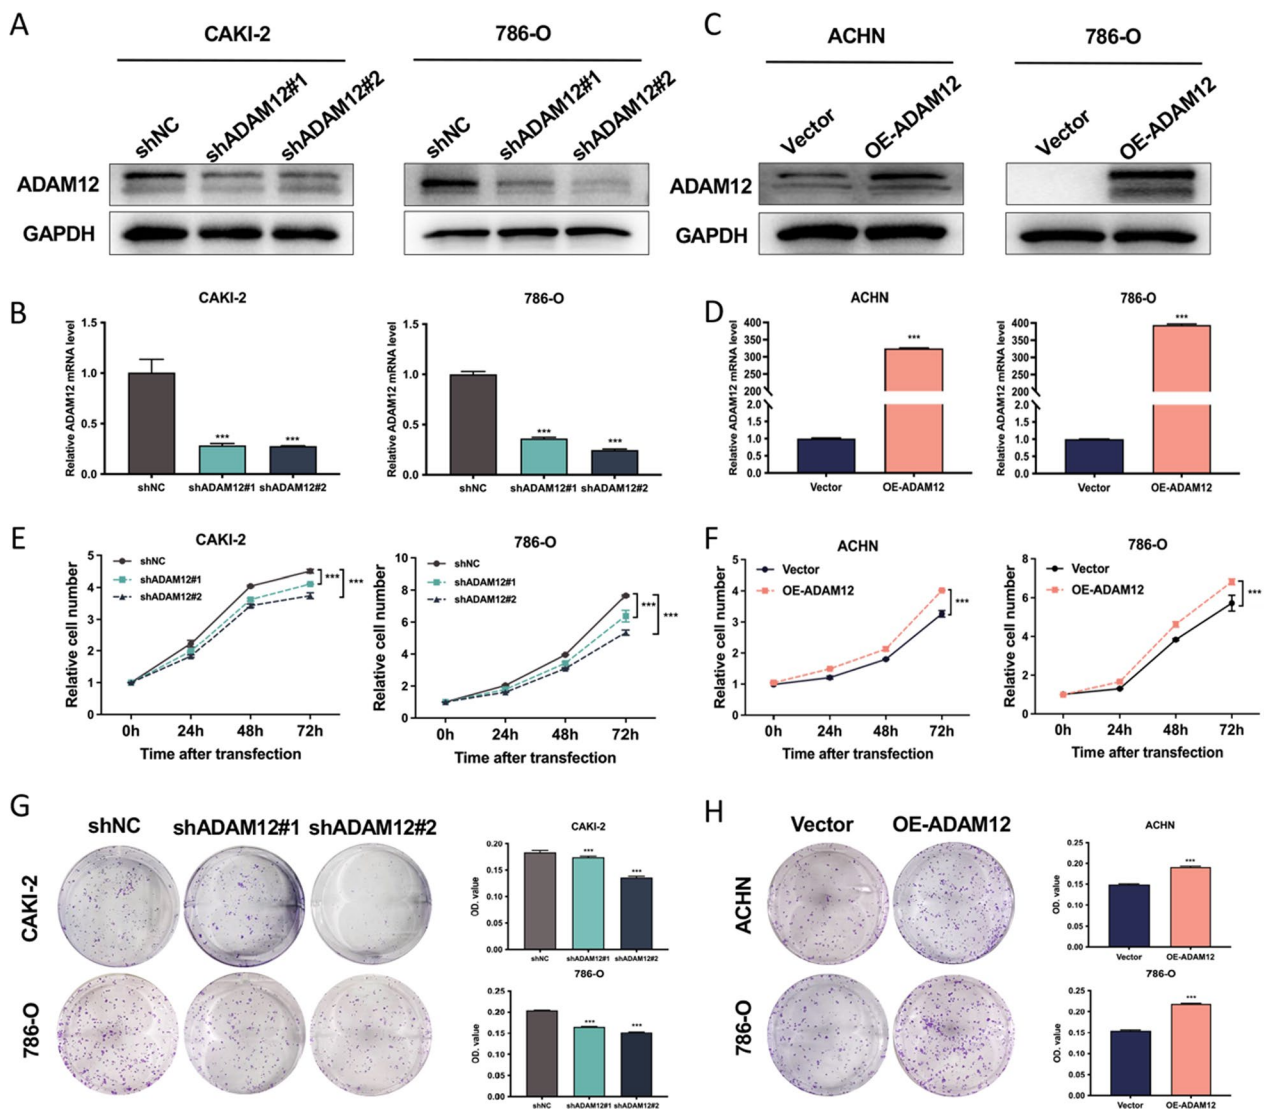 A
CAKI-2
786-O
shNC
shADAM12#1
shADAM12#2
shNC
shADAM12#1
shADAM12#2
ADAM12
GAPDH
C
ACHN
786-O
Vector
OE-ADAM12
Vector
OE-ADAM12
ADAM12
GAPDH
B
CAKI-2
Relative ADAM12 mRNA level
1.5
1.0
0.5
0.0
***
***
shNC
shADAM12#1
shADAM12#2
786-O
Relative ADAM12 mRNA level
1.5
1.0
0.5
0.0
***
***
shNC
shADAM12#1
shADAM12#2
D
ACHN
Relative ADAM12 mRNA level
400
350
300
250
200
2.0
1.5
1.0
0.5
0.0
***
Vector
OE-ADAM12
786-O
Relative ADAM12 mRNA level
400
350
300
250
200
2.0
1.5
1.0
0.5
0.0
***
Vector
OE-ADAM12
E
CAKI-2
Relative cell number
5
4
3
2
1
0
shNC
shADAM12#1
shADAM12#2
***
***
0h
24h
48h
72h
Time after transfection
786-O
Relative cell number
10
8
6
4
2
0
shNC
shADAM12#1
shADAM12#2
***
***
0h
24h
48h
72h
Time after transfection
F
ACHN
Relative cell number
5
4
3
2
1
0
Vector
OE-ADAM12
***
0h
24h
48h
72h
Time after transfection
786-O
Relative cell number
8
6
4
2
0
Vector
OE-ADAM12
***
0h
24h
48h
72h
Time after transfection
G
shNC
shADAM12#1
shADAM12#2
CAKI-2
786-O
CAKI-2
OD. value
0.20
0.15
0.10
0.05
0.00
***
***
shNC
shADAM12#1
shADAM12#2
786-O
OD. value
0.25
0.20
0.15
0.10
0.05
0.00
***
***
shNC
shADAM12#1
shADAM12#2
H
Vector
OE-ADAM12
ACHN
786-O
ACHN
OD. value
0.25
0.20
0.15
0.10
0.05
0.00
***
Vector
OE-ADAM12
786-O
OD. value
0.25
0.20
0.15
0.10
0.05
0.00
***
Vector
OE-ADAM12